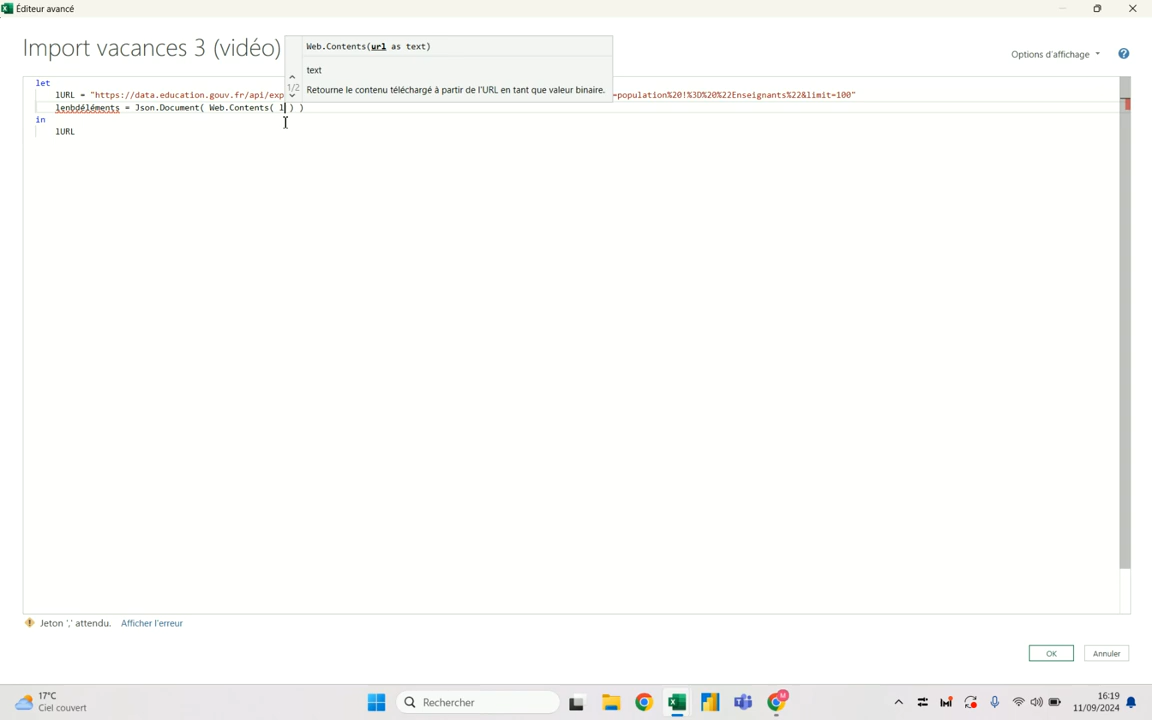 Éditeur avancé
Import vacances 3 (vidéo)
Options d'affichage
?
Web.Contents(url as text)
text
1/2
Retourne le contenu téléchargé à partir de l'URL en tant que valeur binaire.
let
lURL = "https://data.education.gouv.fr/api/exp
=population%20!%3D%20%22Enseignants%22&limit=100"
lenbdéléments = Json.Document( Web.Contents( l ) )
in
lURL
Jeton ',' attendu. Afficher l'erreur
OK Annuler
17°C
Ciel couvert
Rechercher
16:19
11/09/2024